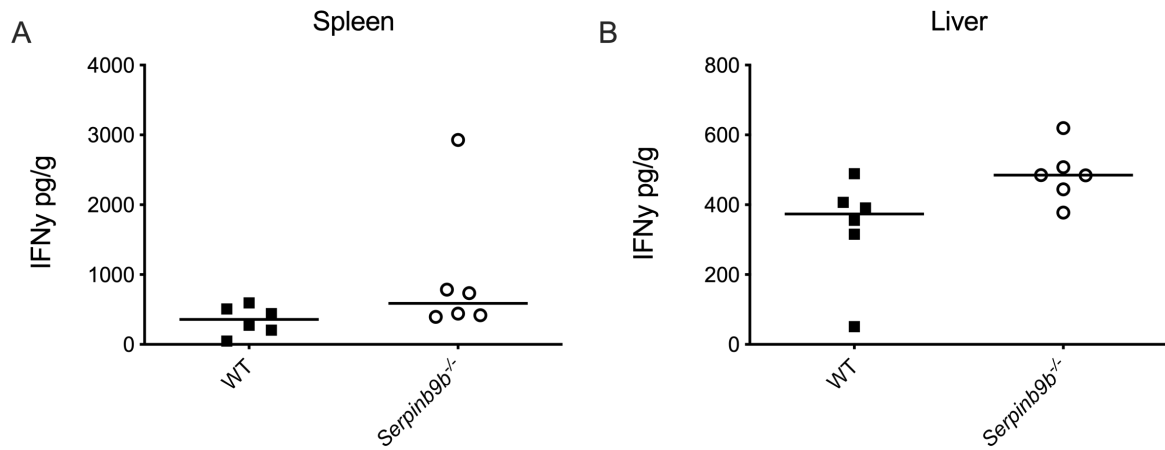 A
Spleen
IFNy pg/g
4000
3000
2000
1000
0
WT
Serpinb9b-/-
B
Liver
IFNy pg/g
800
600
400
200
0
WT
Serpinb9b-/-